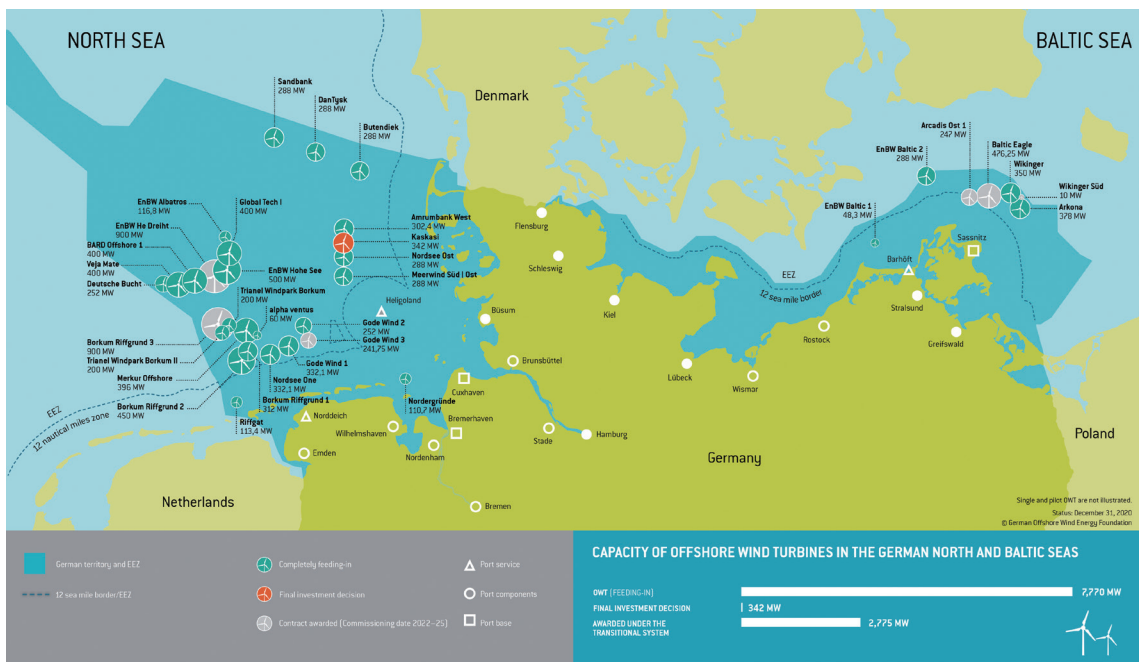 NORTH SEA
BALTIC SEA
Denmark
Sandbank
288 MW
DanTysk
288 MW
Butendiek
288 MW
EnBW Albatros
116,8 MW
Global Tech I
400 MW
EnBW He Dreiht
900 MW
BARD Offshore 1
400 MW
Veja Mate
400 MW
Deutsche Bucht
252 MW
EnBW Hohe See
500 MW
Trianel Windpark Borkum
200 MW
alpha ventus
60 MW
Amrumbank West
302,4 MW
Kaskasi
342 MW
Nordsee Ost
288 MW
Meerwind Süd | Ost
288 MW
Heligoland
Gode Wind 2
252 MW
Gode Wind 3
241,75 MW
Borkum Riffgrund 3
900 MW
Trianel Windpark Borkum II
200 MW
Merkur Offshore
396 MW
Borkum Riffgrund 2
450 MW
Gode Wind 1
332,1 MW
Nordsee One
332,1 MW
Borkum Riffgrund 1
312 MW
Riffgat
113,4 MW
Nordergründe
110,7 MW
EEZ
12 nautical miles zone
Arcadis Ost 1
247 MW
Baltic Eagle
476,25 MW
EnBW Baltic 2
288 MW
Wikinger
350 MW
Wikinger Süd
10 MW
Arkona
378 MW
EnBW Baltic 1
48,3 MW
EEZ
12 sea mile border
Flensburg
Schleswig
Kiel
Büsum
Brunsbüttel
Cuxhaven
Bremerhaven
Norddeich
Wilhelmshaven
Emden
Nordenham
Stade
Hamburg
Bremen
Lübeck
Wismar
Rostock
Barhöft
Sassnitz
Stralsund
Greifswald
Netherlands
Germany
Poland
Single and pilot OWT are not illustrated.
Status: December 31, 2020
© German Offshore Wind Energy Foundation
German territory and EEZ
12 sea mile border/EEZ
Completely feeding-in
Final investment decision
Contract awarded (Commissioning date 2022–25)
Port service
Port components
Port base
CAPACITY OF OFFSHORE WIND TURBINES IN THE GERMAN NORTH AND BALTIC SEAS
OWT (FEEDING-IN)
7,770 MW
FINAL INVESTMENT DECISION
342 MW
AWARDED UNDER THE
TRANSITIONAL SYSTEM
2,775 MW